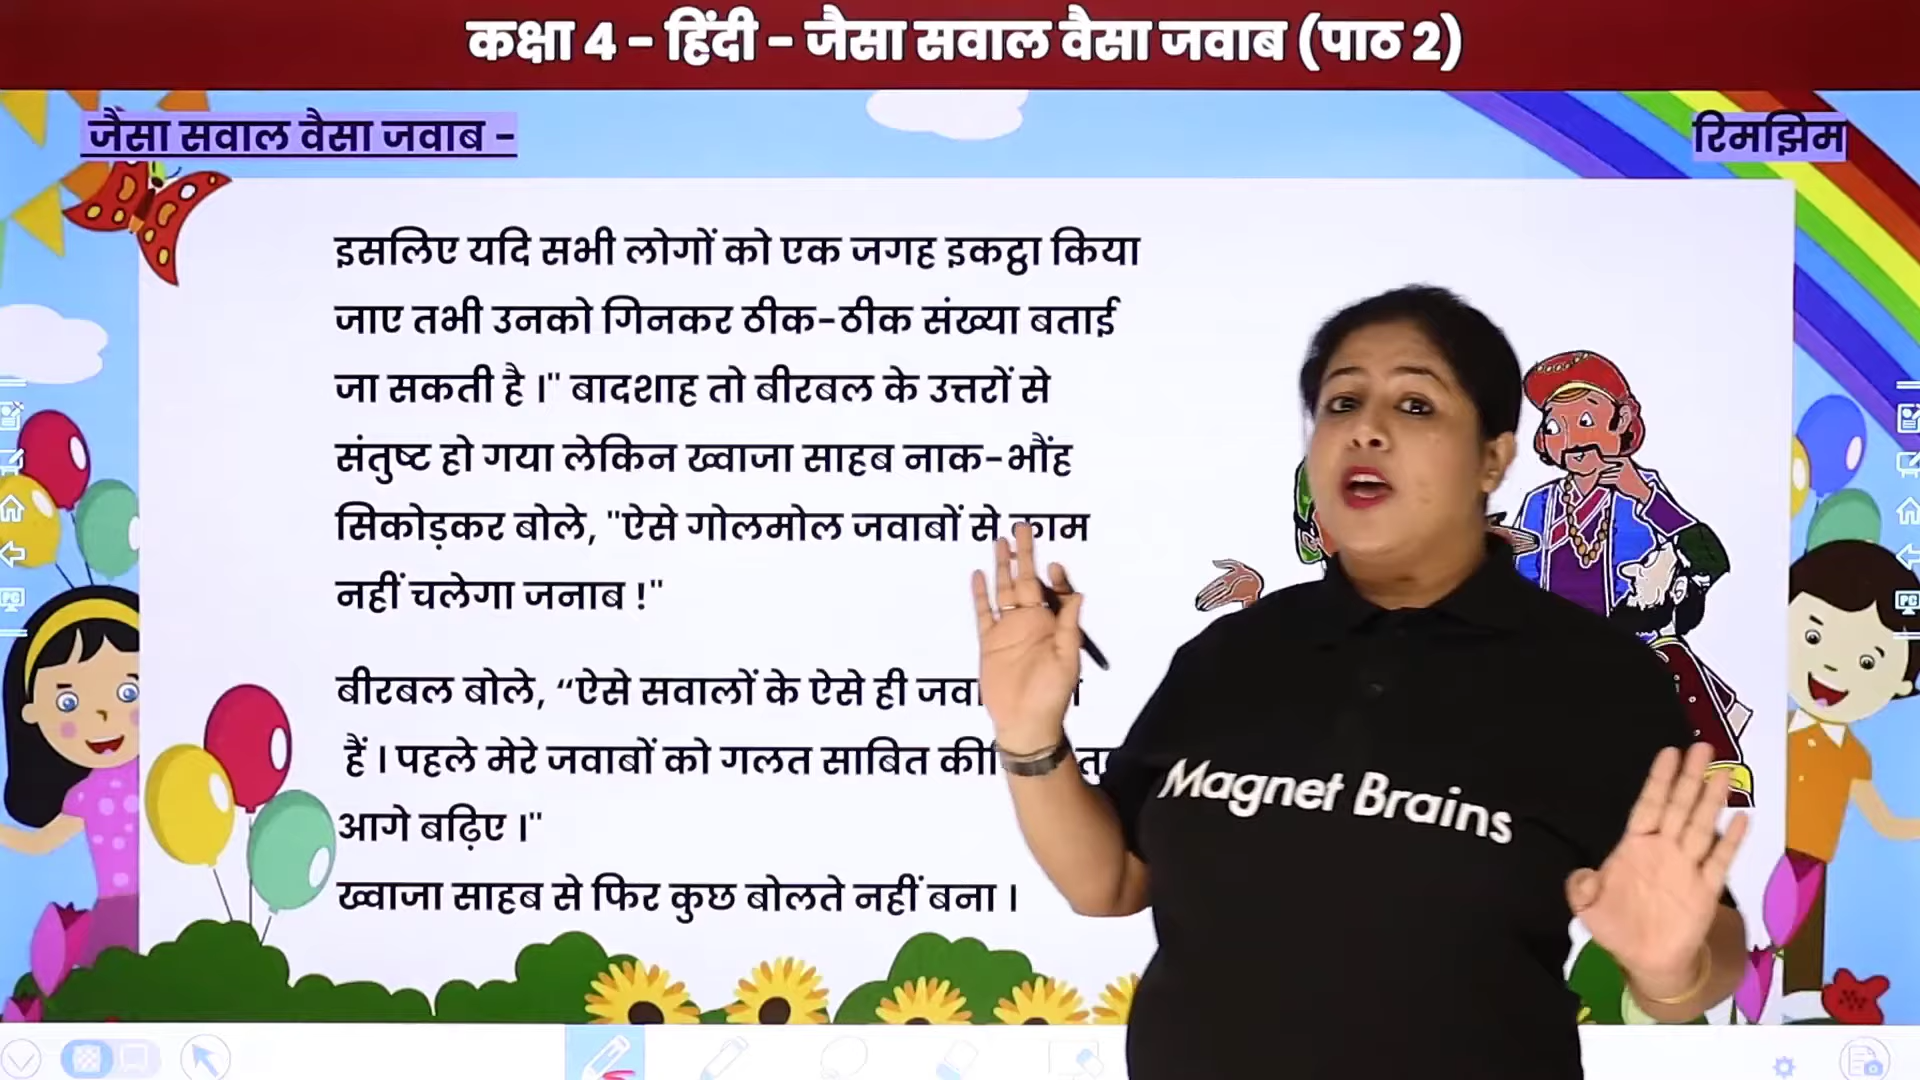 कक्षा 4 - हिंदी - जैसा सवाल वैसा जवाब (पाठ 2)
जैसा सवाल वैसा जवाब -
रिमझिम
इसलिए यदि सभी लोगों को एक जगह इकट्ठा किया
जाए तभी उनको गिनकर ठीक-ठीक संख्या बताई
जा सकती है ।" बादशाह तो बीरबल के उत्तरों से
संतुष्ट हो गया लेकिन ख्वाजा साहब नाक-भौंह
सिकोड़कर बोले, "ऐसे गोलमोल जवाबों से काम
नहीं चलेगा जनाब !"
बीरबल बोले, “ऐसे सवालों के ऐसे ही
हैं । पहले मेरे जवाबों को गलत साबित
आगे बढ़िए ।"
ख्वाजा साहब से फिर कुछ बोलते नहीं बना ।
Magnet Brains
PC
PC